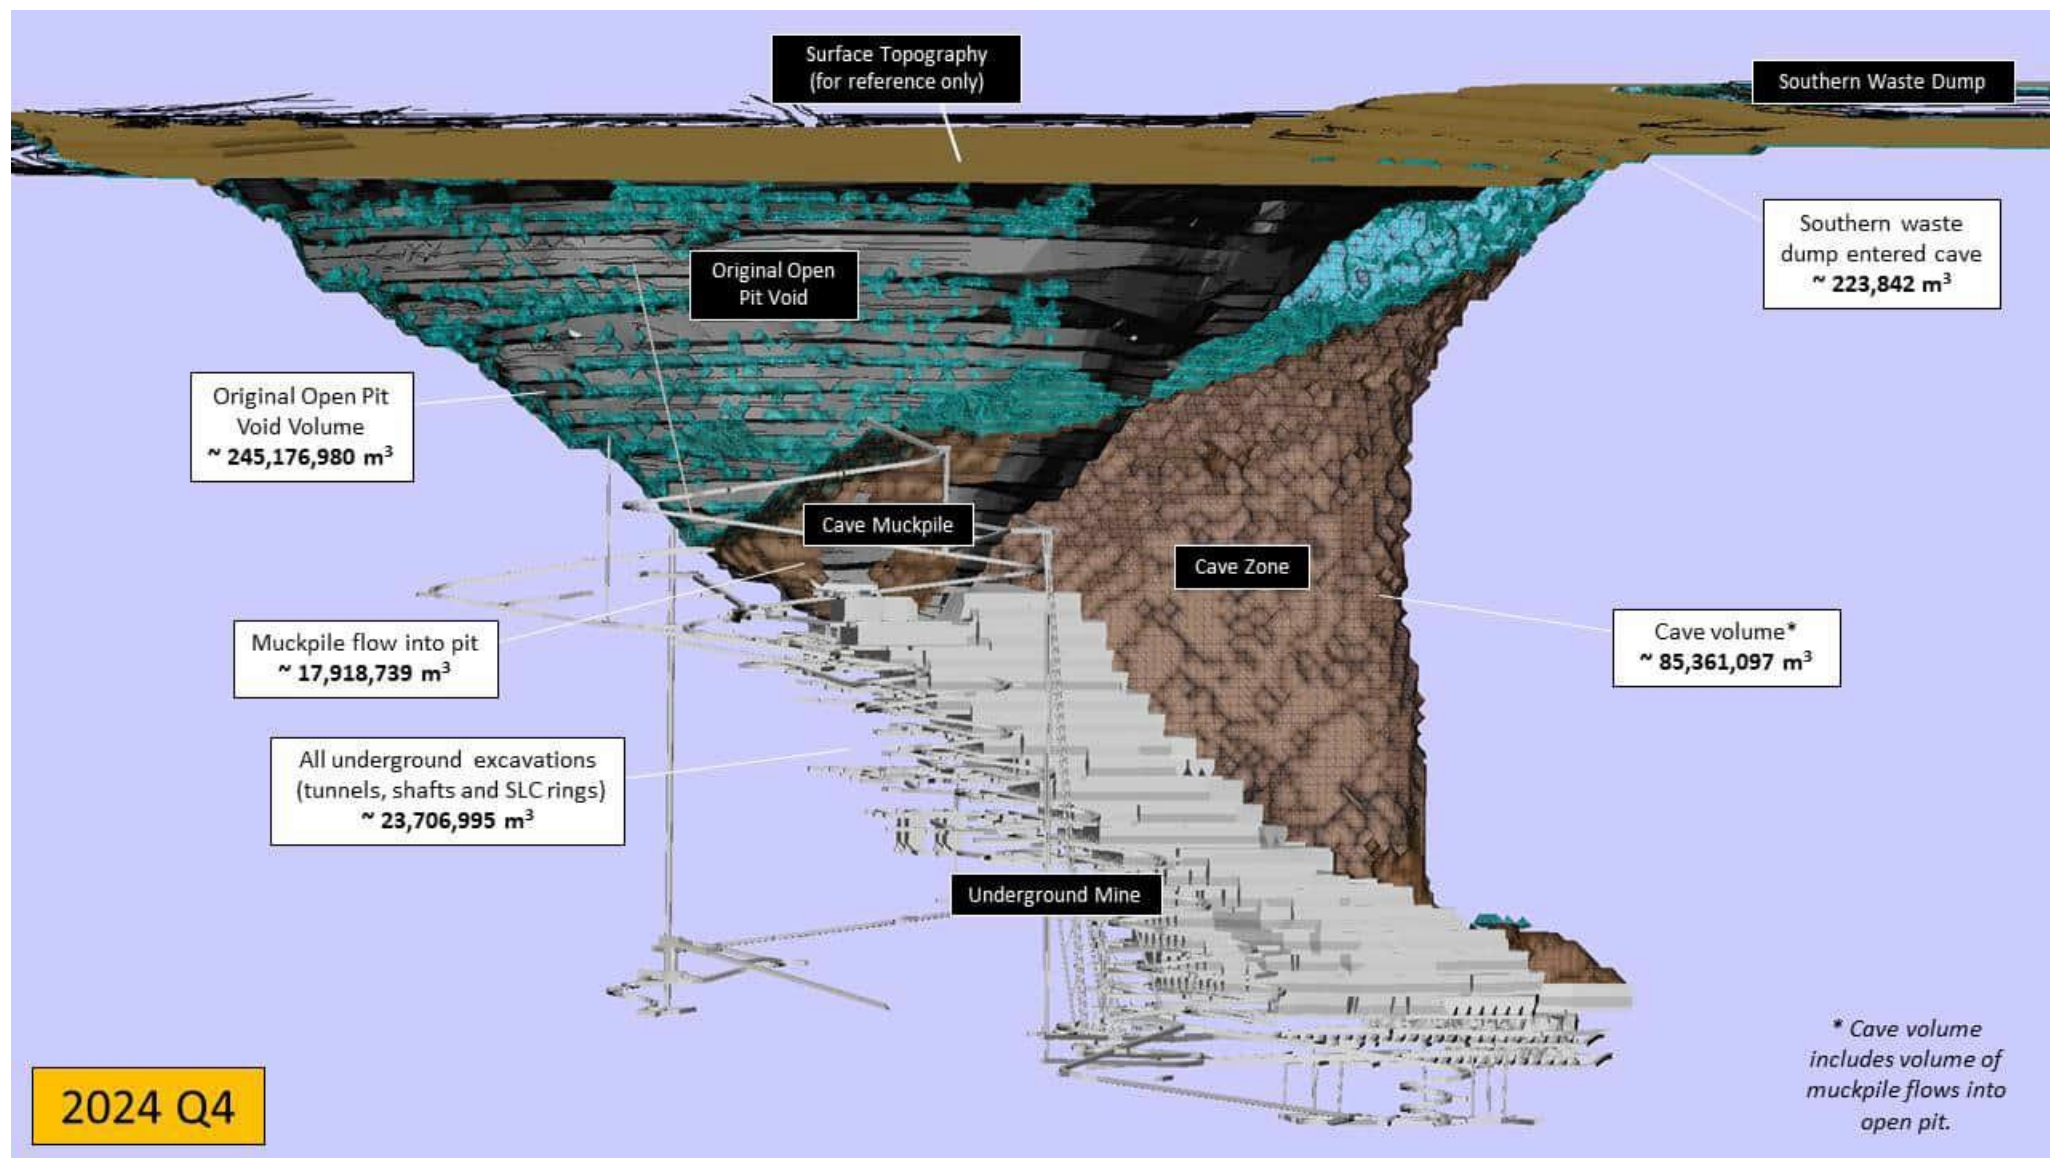 Surface Topography
(for reference only)
Southern Waste Dump
Southern waste
dump entered cave
~ 223,842 m³
Original Open
Pit Void
Original Open Pit
Void Volume
~ 245,176,980 m³
Cave Muckpile
Cave Zone
Muckpile flow into pit
~ 17,918,739 m³
Cave volume*
~ 85,361,097 m³
All underground excavations
(tunnels, shafts and SLC rings)
~ 23,706,995 m³
Underground Mine
* Cave volume
includes volume of
muckpile flows into
open pit.
2024 Q4